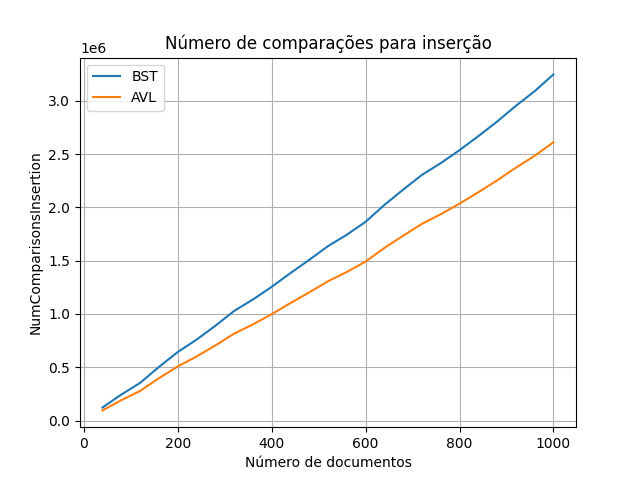 Número de comparações para inserção
1e6
BST
AVL
3.0
2.5
2.0
1.5
1.0
0.5
0.0
NumComparisonsInsertion
0 200 400 600 800 1000
Número de documentos